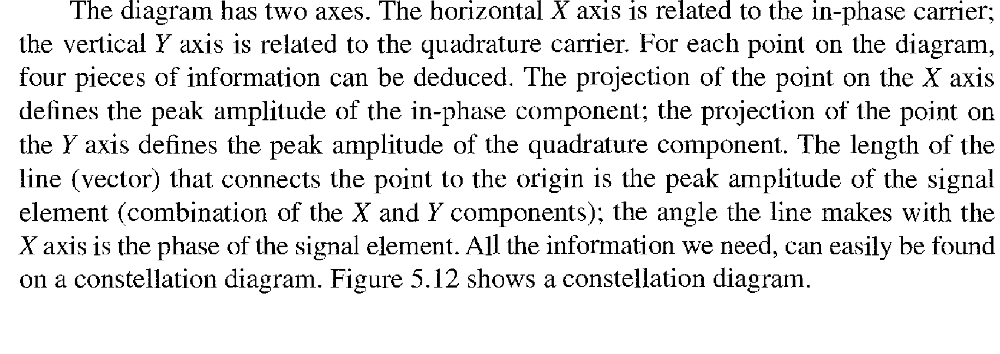 The diagram has two axes. The horizontal X axis is related to the in-phase carrier;
the vertical Y axis is related to the quadrature carrier. For each point on the diagram,
four pieces of information can be deduced. The projection of the point on the X axis
defines the peak amplitude of the in-phase component; the projection of the point on
the Y axis defines the peak amplitude of the quadrature component. The length of the
line (vector) that connects the point to the origin is the peak amplitude of the signal
element (combination of the X and Y components); the angle the line makes with the
X axis is the phase of the signal element. All the information we need, can easily be found
on a constellation diagram. Figure 5.12 shows a constellation diagram.